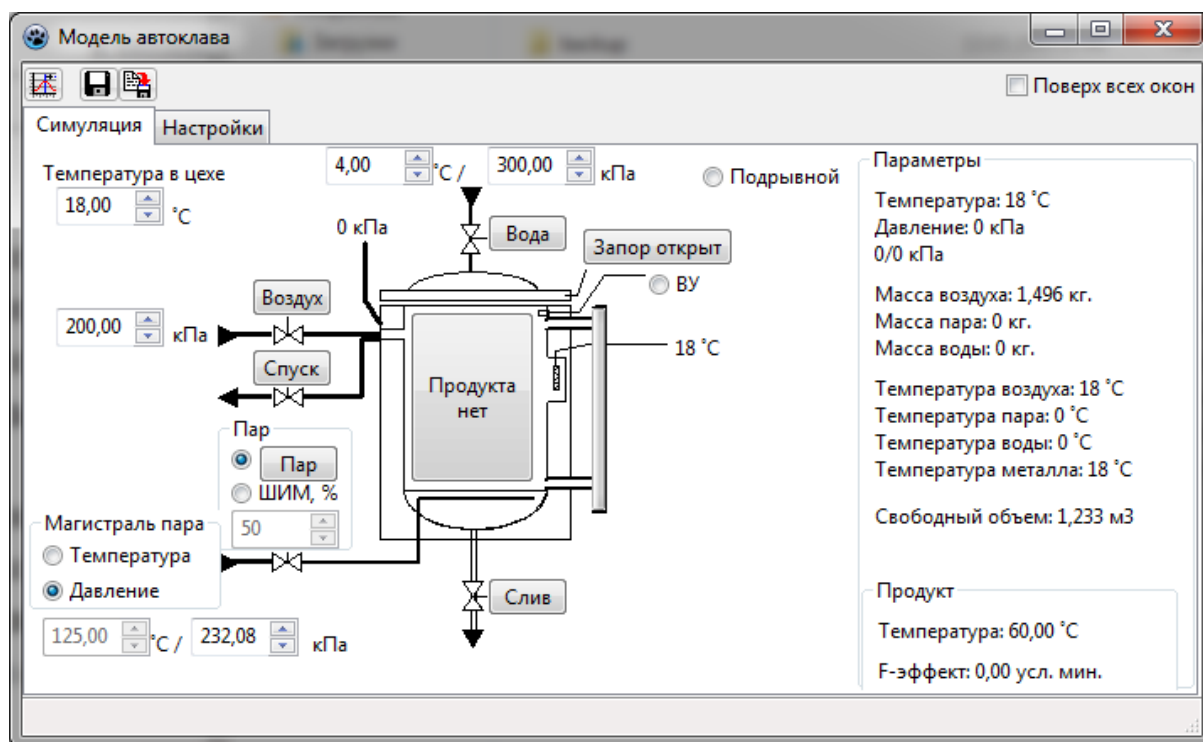 Модель автоклава
Загрузки
backup
Поверх всех окон
Симуляция
Настройки
Температура в цехе
18,00 °C
4,00 °C / 300,00 кПа
Подрывной
0 кПа
Вода
Запор открыт
ВУ
Воздух
200,00 кПа
18 °C
Спуск
Продукта
нет
Пар
Пар
ШИМ, %
50
Магистраль пара
Температура
Давление
125,00 °C / 232,08 кПа
Слив
Параметры
Температура: 18 °C
Давление: 0 кПа
0/0 кПа
Масса воздуха: 1,496 кг.
Масса пара: 0 кг.
Масса воды: 0 кг.
Температура воздуха: 18 °C
Температура пара: 0 °C
Температура воды: 0 °C
Температура металла: 18 °C
Свободный объем: 1,233 м3
Продукт
Температура: 60,00 °C
F-эффект: 0,00 усл. мин.